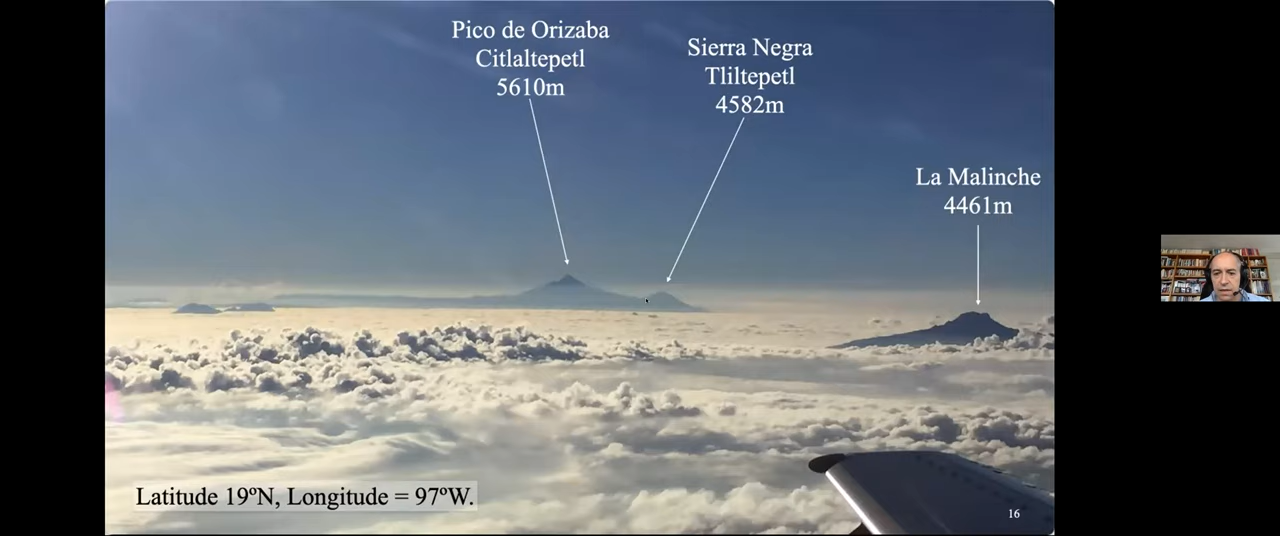 Pico de Orizaba
Citlaltepetl
5610m
Sierra Negra
Tliltepetl
4582m
La Malinche
4461m
Latitude 19ºN, Longitude = 97ºW.
16